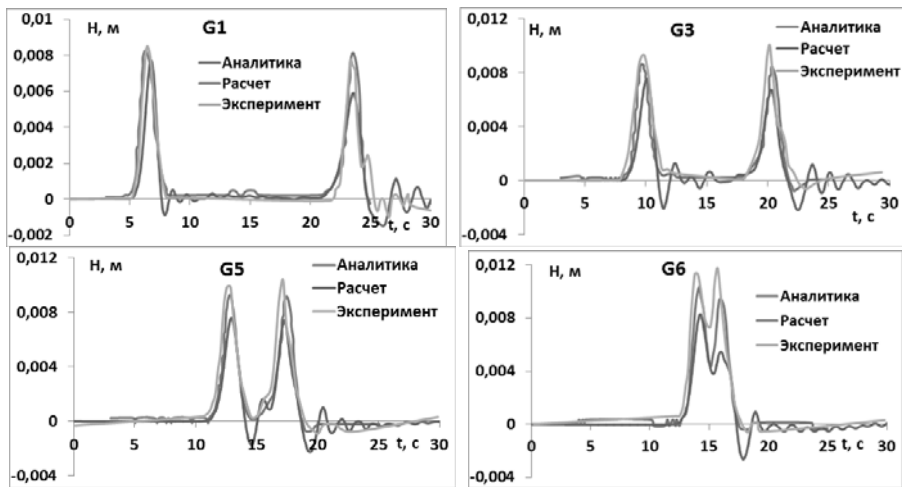 0,01
H, м
G1
0,008
0,006
0,004
0,002
0
-0,002
Аналитика
Расчет
Эксперимент
0 5 10 15 20 25 30
t, с
0,012
H, м
G3
0,008
0,004
0
-0,004
Аналитика
Расчет
Эксперимент
0 5 10 15 20 25 30
t, с
0,012
H, м
G5
0,008
0,004
0
-0,004
Аналитика
Расчет
Эксперимент
0 5 10 15 20 25 30
t, с
0,012
H, м
G6
0,008
0,004
0
-0,004
Аналитика
Расчет
Эксперимент
0 5 10 15 20 25 30
t, с